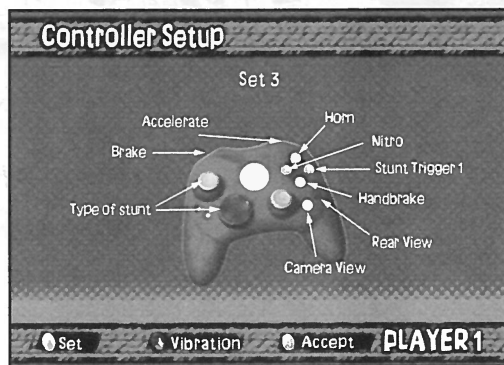 Controller Setup
Set 3
Accelerate
Horn
Nitro
Brake
Stunt Trigger 1
Handbrake
Type of stunt
Rear View
Camera View
Set Vibration Accept PLAYER 1